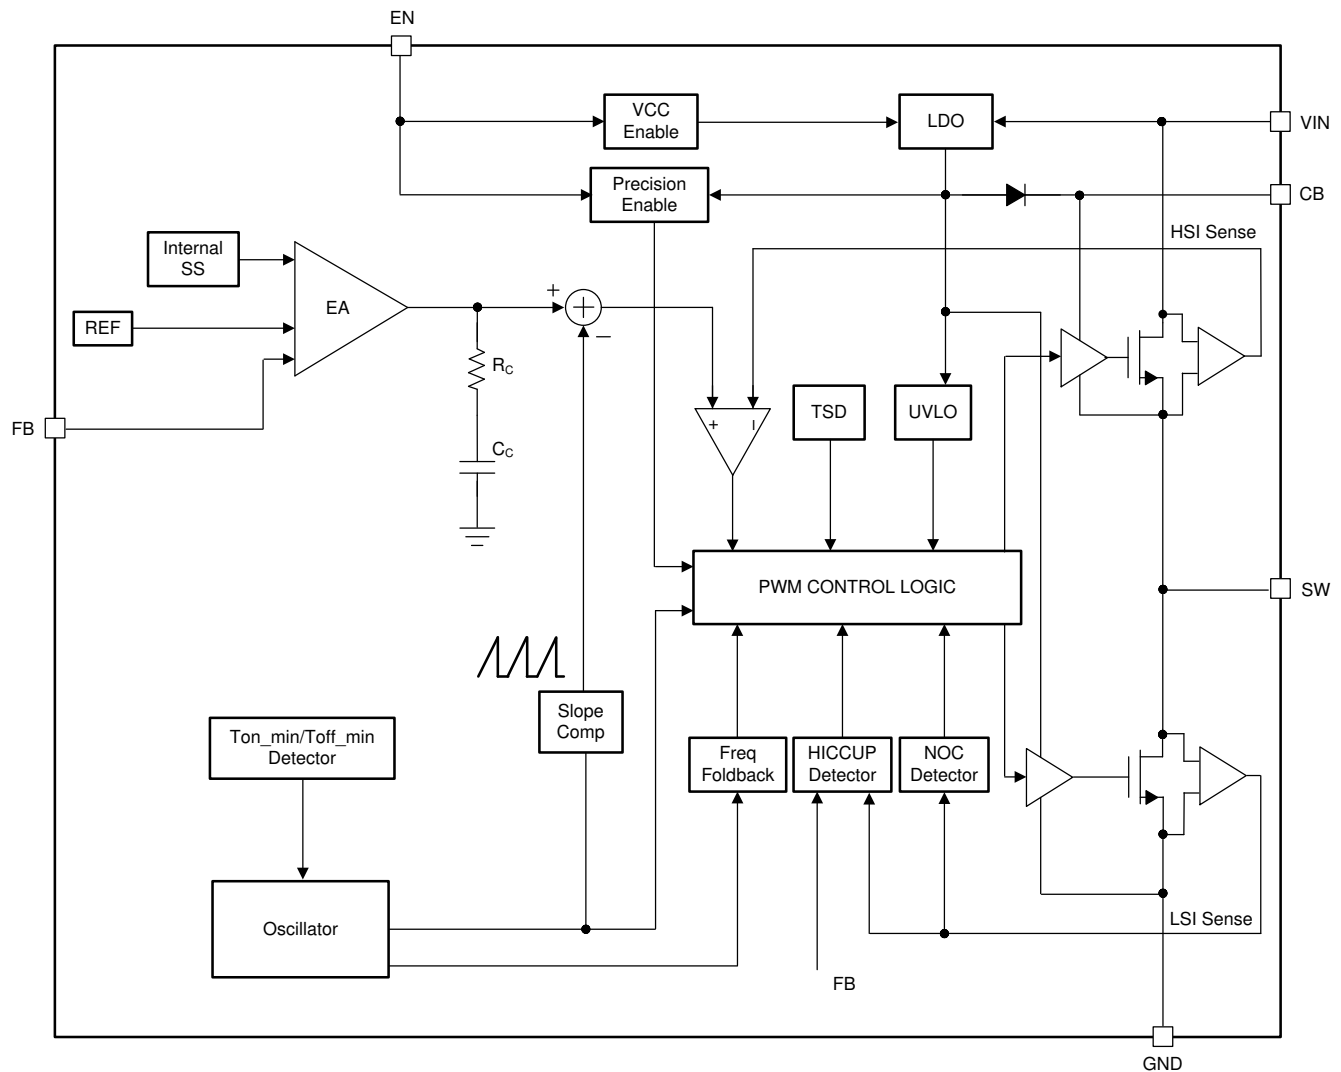 EN
VCC
Enable
LDO
VIN
Precision
Enable
CB
HSI Sense
Internal
SS
EA
+
+
−
REF
RC
FB
+
−
TSD
UVLO
CC
PWM CONTROL LOGIC
SW
Slope
Comp
Ton_min/Toff_min
Detector
Freq
Foldback
HICCUP
Detector
NOC
Detector
Oscillator
LSI Sense
FB
GND